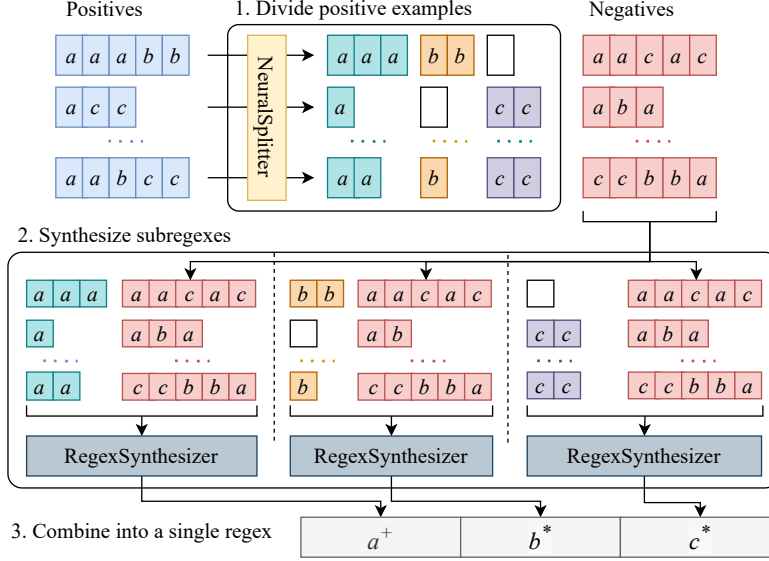 Positives 1. Divide positive examples Negatives
a a a b b NeuralSplitter a a a b b a a c a c
a c c a c c a b a
. . . . . . . . . . . . . . . . . . . .
a a b c c a a b c c c c b b a
2. Synthesize subregexes
a a a a a c a c b b a a c a c a a c a c
a a b a a b c c a b a
. . . . . . . . . . . . . . . . . . . . . . . .
a a c c b b a b c c b b a c c c c b b a
RegexSynthesizer RegexSynthesizer RegexSynthesizer
3. Combine into a single regex a+ b* c*